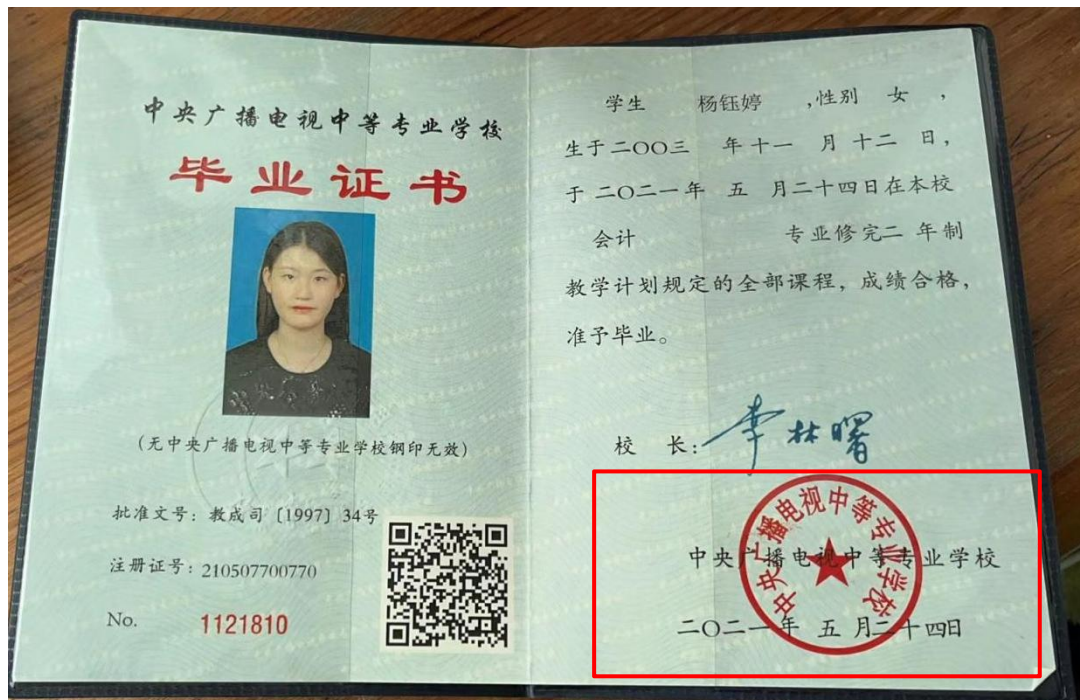 中央广播电视中等专业学校
毕业证书
(无中央广播电视中等专业学校钢印无效)
批准文号：教成司〔1997〕34号
注册证号：210507700770
No. 1121810
学生 杨钰婷 ,性别 女 ,
生于二〇〇三 年十一 月十二 日,
于二〇二一年 五 月二十四日在本校
会计 专业修完二 年制
教学计划规定的全部课程，成绩合格，
准予毕业。
校 长：李林曙
中央广播电视中等专业学校
中央广播电视中等专业学校
二〇二一年 五 月二十四日